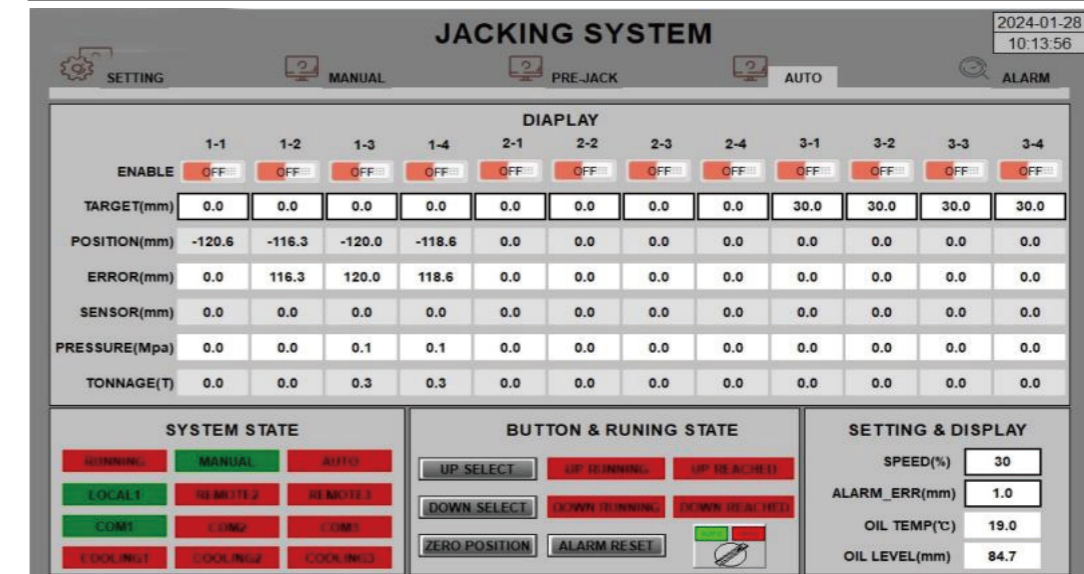 JACKING SYSTEM
2024-01-28
10:13:56
SETTING MANUAL PRE-JACK AUTO ALARM
DIAPLAY
1-1 1-2 1-3 1-4 2-1 2-2 2-3 2-4 3-1 3-2 3-3 3-4
ENABLE OFF OFF OFF OFF OFF OFF OFF OFF OFF OFF OFF OFF
TARGET(mm) 0.0 0.0 0.0 0.0 0.0 0.0 0.0 0.0 30.0 30.0 30.0 30.0
POSITION(mm) -120.6 -116.3 -120.0 -118.6 0.0 0.0 0.0 0.0 0.0 0.0 0.0 0.0
ERROR(mm) 0.0 116.3 120.0 118.6 0.0 0.0 0.0 0.0 0.0 0.0 0.0 0.0
SENSOR(mm) 0.0 0.0 0.0 0.0 0.0 0.0 0.0 0.0 0.0 0.0 0.0 0.0
PRESSURE(Mpa) 0.0 0.0 0.1 0.1 0.0 0.0 0.0 0.0 0.0 0.0 0.0 0.0
TONNAGE(T) 0.0 0.0 0.3 0.3 0.0 0.0 0.0 0.0 0.0 0.0 0.0 0.0
SYSTEM STATE
RUNNING MANUAL AUTO
LOCAL1 REMOTE2 REMOTE3
COM1 COM2 COM3
COOLING1 COOLING2 COOLING3
BUTTON & RUNING STATE
UP SELECT UP RUNNING UP REACHED
DOWN SELECT DOWN RUNNING DOWN REACHED
ZERO POSITION ALARM RESET
SETTING & DISPLAY
SPEED(%) 30
ALARM_ERR(mm) 1.0
OIL TEMP(℃) 19.0
OIL LEVEL(mm) 84.7